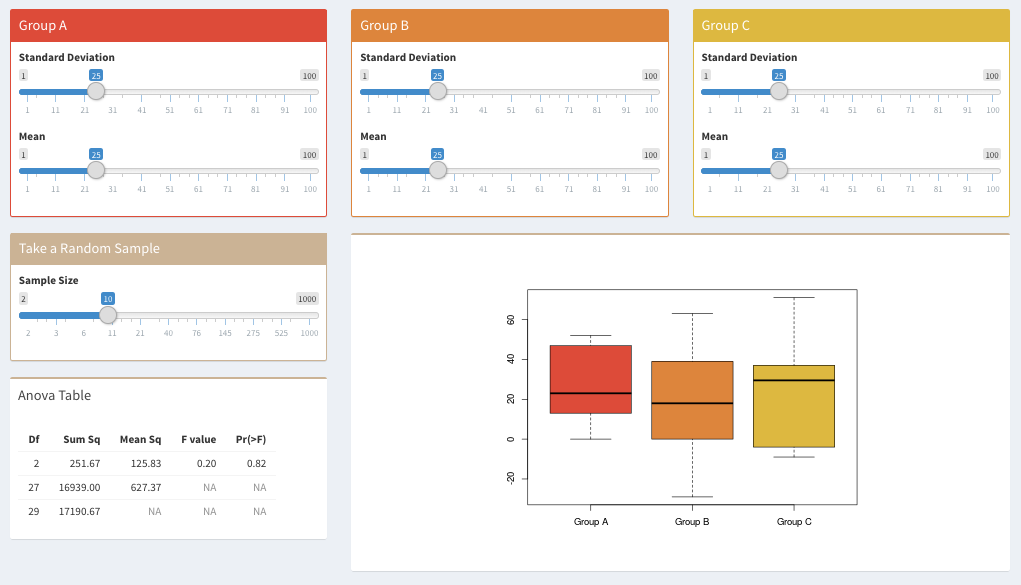 Group A
Standard Deviation
1 25 100
1 11 21 31 41 51 61 71 81 91 100
Mean
1 25 100
1 11 21 31 41 51 61 71 81 91 100
Group B
Standard Deviation
1 25 100
1 11 21 31 41 51 61 71 81 91 100
Mean
1 25 100
1 11 21 31 41 51 61 71 81 91 100
Group C
Standard Deviation
1 25 100
1 11 21 31 41 51 61 71 81 91 100
Mean
1 25 100
1 11 21 31 41 51 61 71 81 91 100
Take a Random Sample
Sample Size
2 10 1000
2 3 6 11 21 40 76 145 275 525 1000
Anova Table
Df Sum Sq Mean Sq F value Pr(>F)
2 251.67 125.83 0.20 0.82
27 16939.00 627.37 NA NA
29 17190.67 NA NA NA
60
40
20
0
-20
Group A Group B Group C